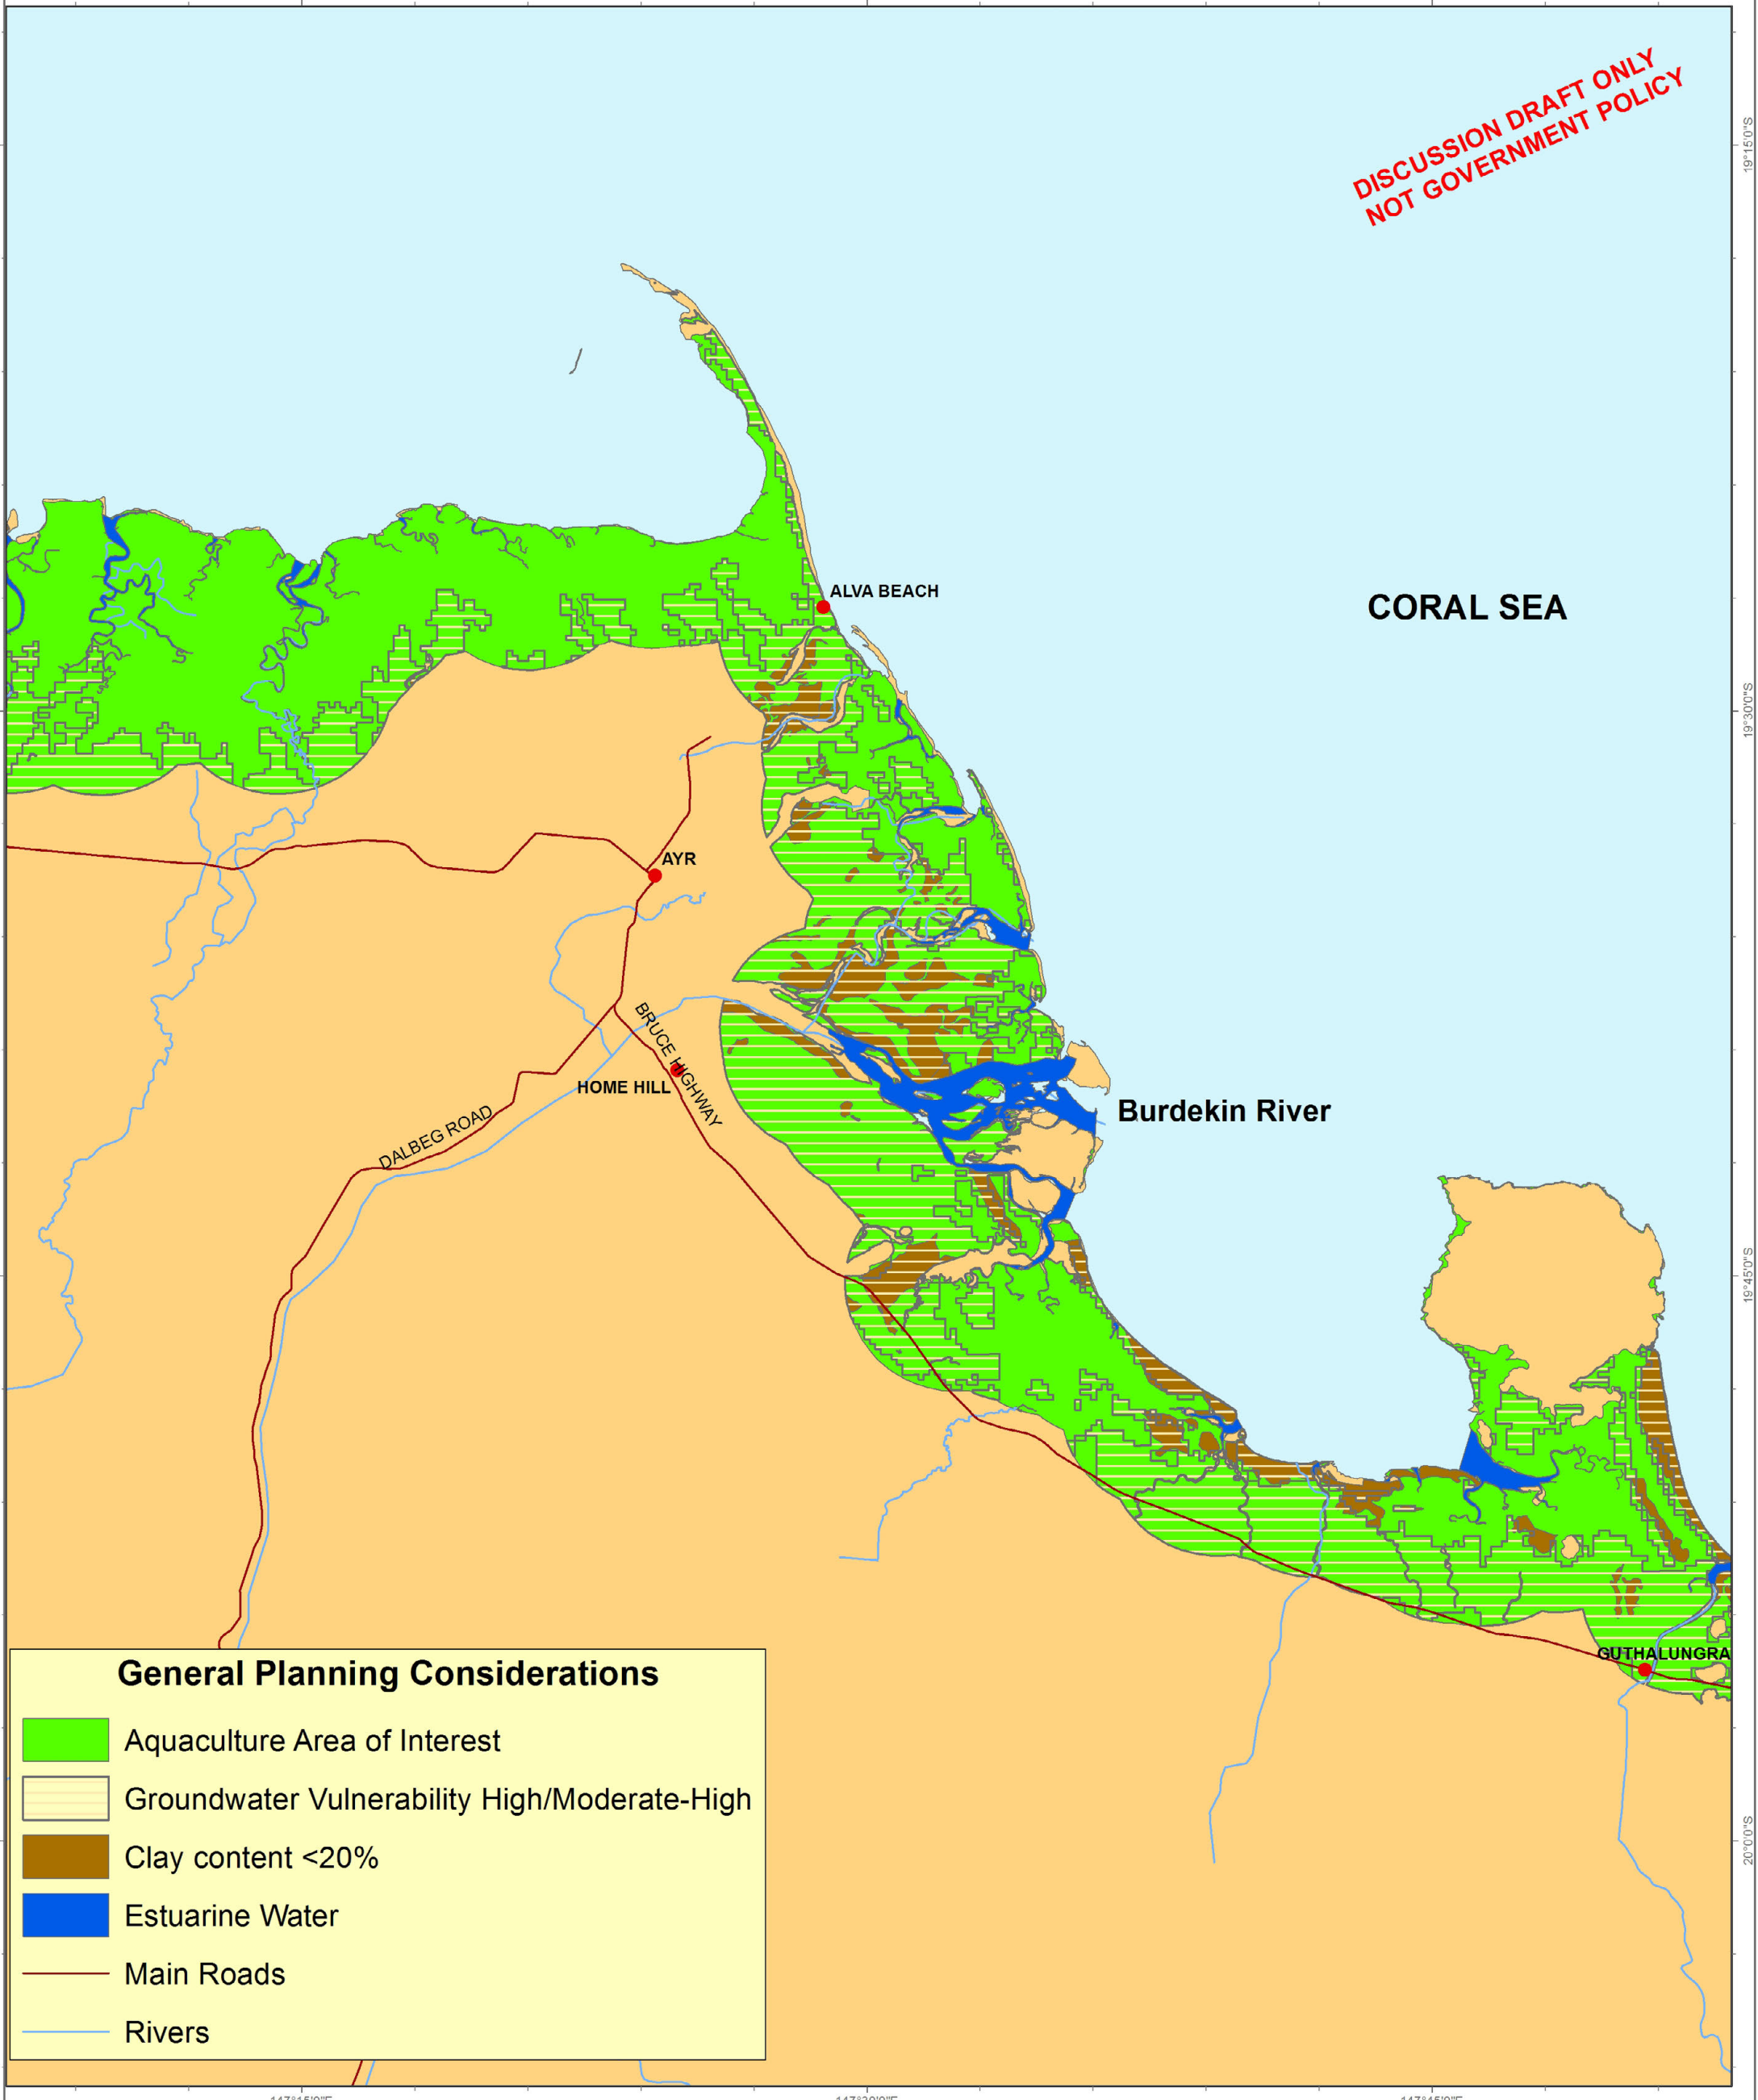 DISCUSSION DRAFT ONLY
NOT GOVERNMENT POLICY
19°15'0"S
ALVA BEACH
CORAL SEA
19°30'0"S
AYR
BRUCE HIGHWAY
HOME HILL
DALBEG ROAD
Burdekin River
19°45'0"S
GUTHALUNGRA
General Planning Considerations
Aquaculture Area of Interest
Groundwater Vulnerability High/Moderate-High
Clay content <20%
Estuarine Water
Main Roads
Rivers
20°0'0"S